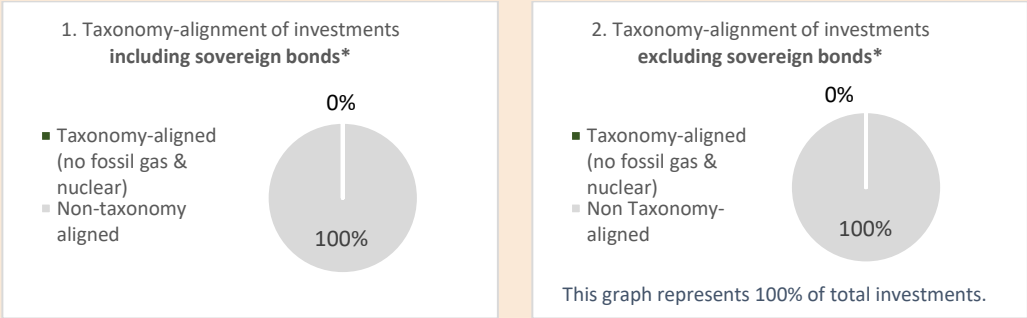 1. Taxonomy-alignment of investments
including sovereign bonds*
0%
Taxonomy-aligned
(no fossil gas &
nuclear)
Non-taxonomy
aligned
100%
2. Taxonomy-alignment of investments
excluding sovereign bonds*
0%
Taxonomy-aligned
(no fossil gas &
nuclear)
Non Taxonomy-
aligned
100%
This graph represents 100% of total investments.